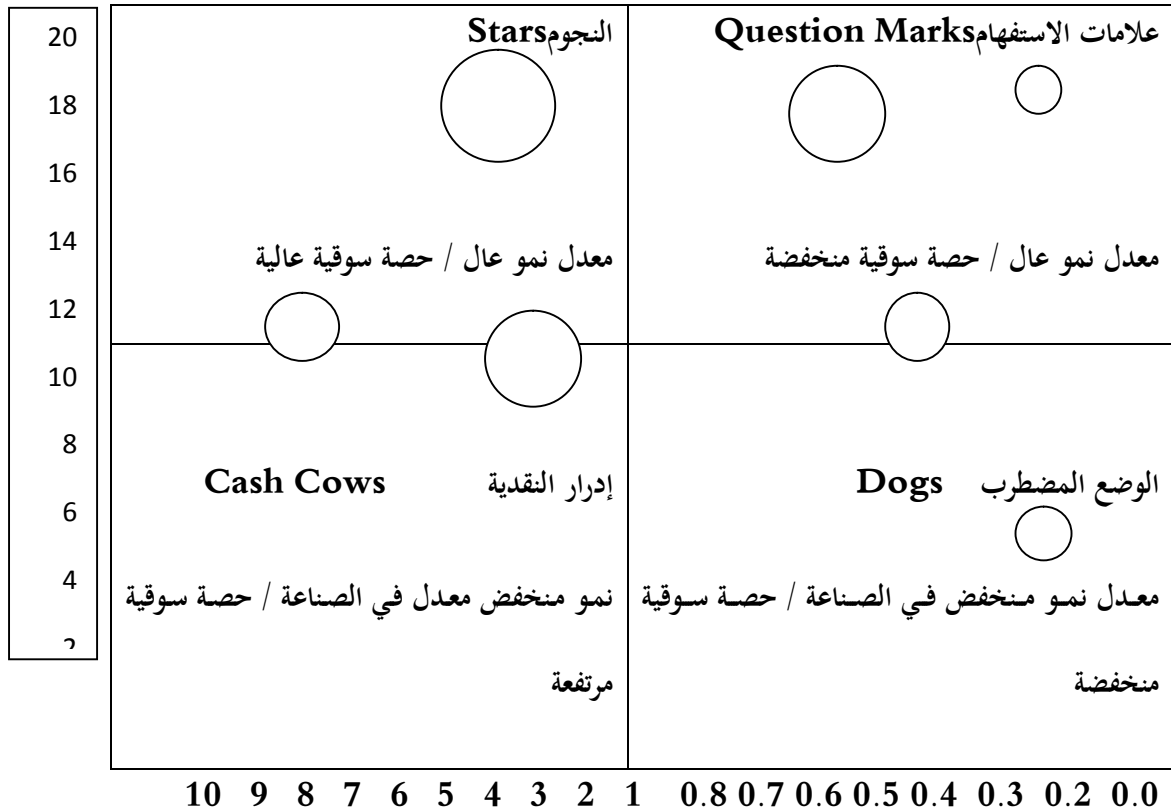 20
18
16
14
12
10
8
6
4
علامات الاستفهامQuestion Marks
النجومStars
معدل نمو عال / حصة سوقية منخفضة
معدل نمو عال / حصة سوقية عالية
الوضع المضطرب Dogs
إدرار النقدية Cash Cows
معدل نمو منخفض في الصناعة / حصة سوقية
منخفضة
نمو منخفض معدل في الصناعة / حصة سوقية
مرتفعة
10 9 8 7 6 5 4 3 2 1 0.8 0.7 0.6 0.5 0.4 0.3 0.2 0.0